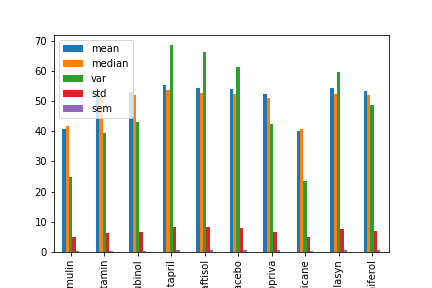 70
60
50
40
30
20
10
0
mean
median
var
std
sem
mulin
tamin
ubinol
tapril
aftisol
acebo
opriva
icane
lasyn
iferol